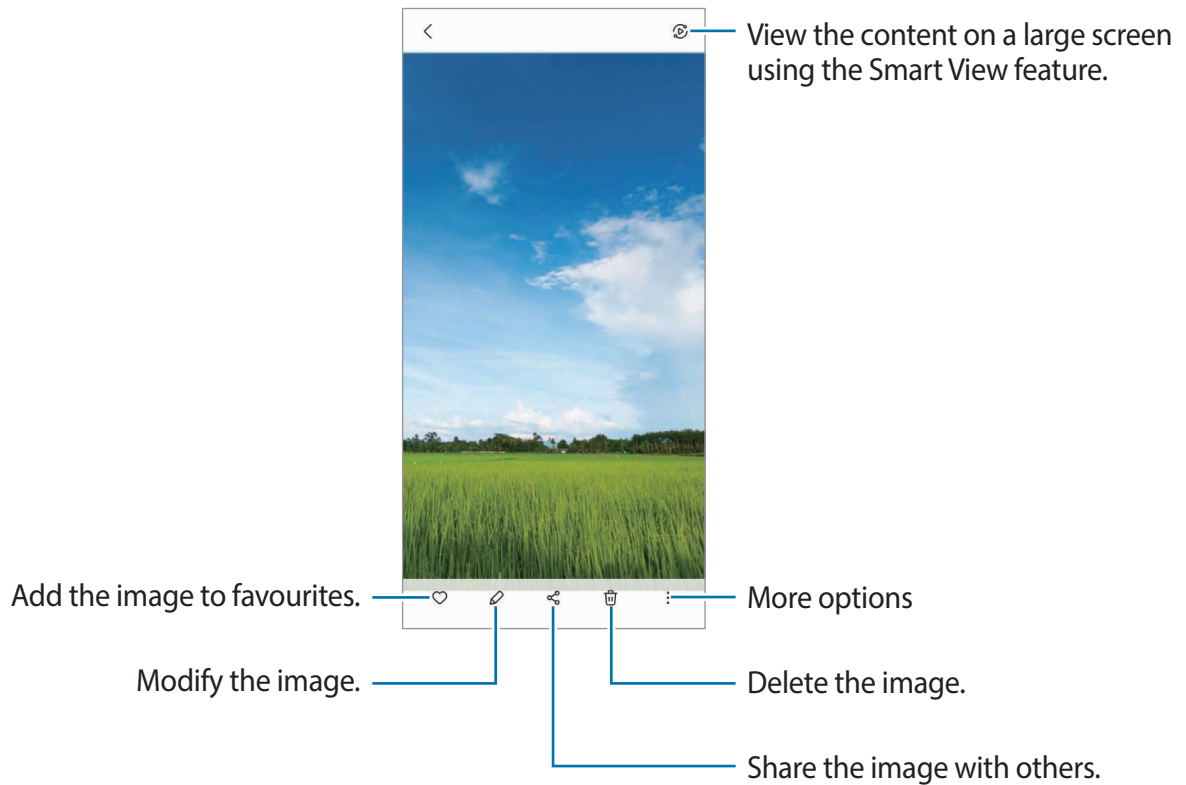 View the content on a large screen
using the Smart View feature.
Add the image to favourites.
More options
Modify the image.
Delete the image.
Share the image with others.